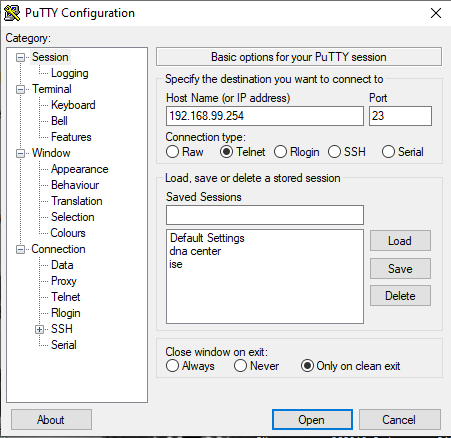 PuTTY Configuration
Category:
Session
Logging
Terminal
Keyboard
Bell
Features
Window
Appearance
Behaviour
Translation
Selection
Colours
Connection
Data
Proxy
Telnet
Rlogin
SSH
Serial
Basic options for your PuTTY session
Specify the destination you want to connect to
Host Name (or IP address) Port
192.168.99.254 23
Connection type:
Raw Telnet Rlogin SSH Serial
Load, save or delete a stored session
Saved Sessions
Default Settings
dna center
ise
Load
Save
Delete
Close window on exit:
Always Never Only on clean exit
About Open Cancel